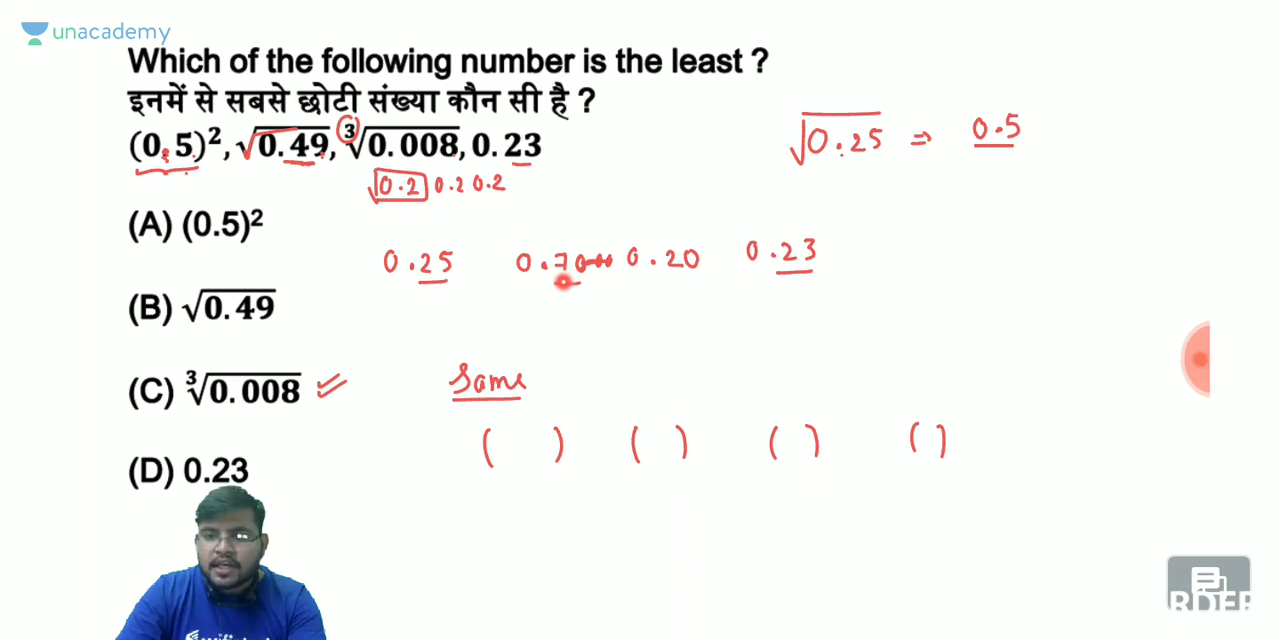 unacademy
Which of the following number is the least ?
इनमें से सबसे छोटी संख्या कौन सी है ?
(0.5)², √0.49, ³√0.008, 0.23
√0.25 ⇒ 0.5
√0.2 0.2 0.2
(A) (0.5)²
0.25 0.70 0.20 0.23
(B) √0.49
(C) ³√0.008 ✓
Same
( ) ( ) ( ) ( )
(D) 0.23